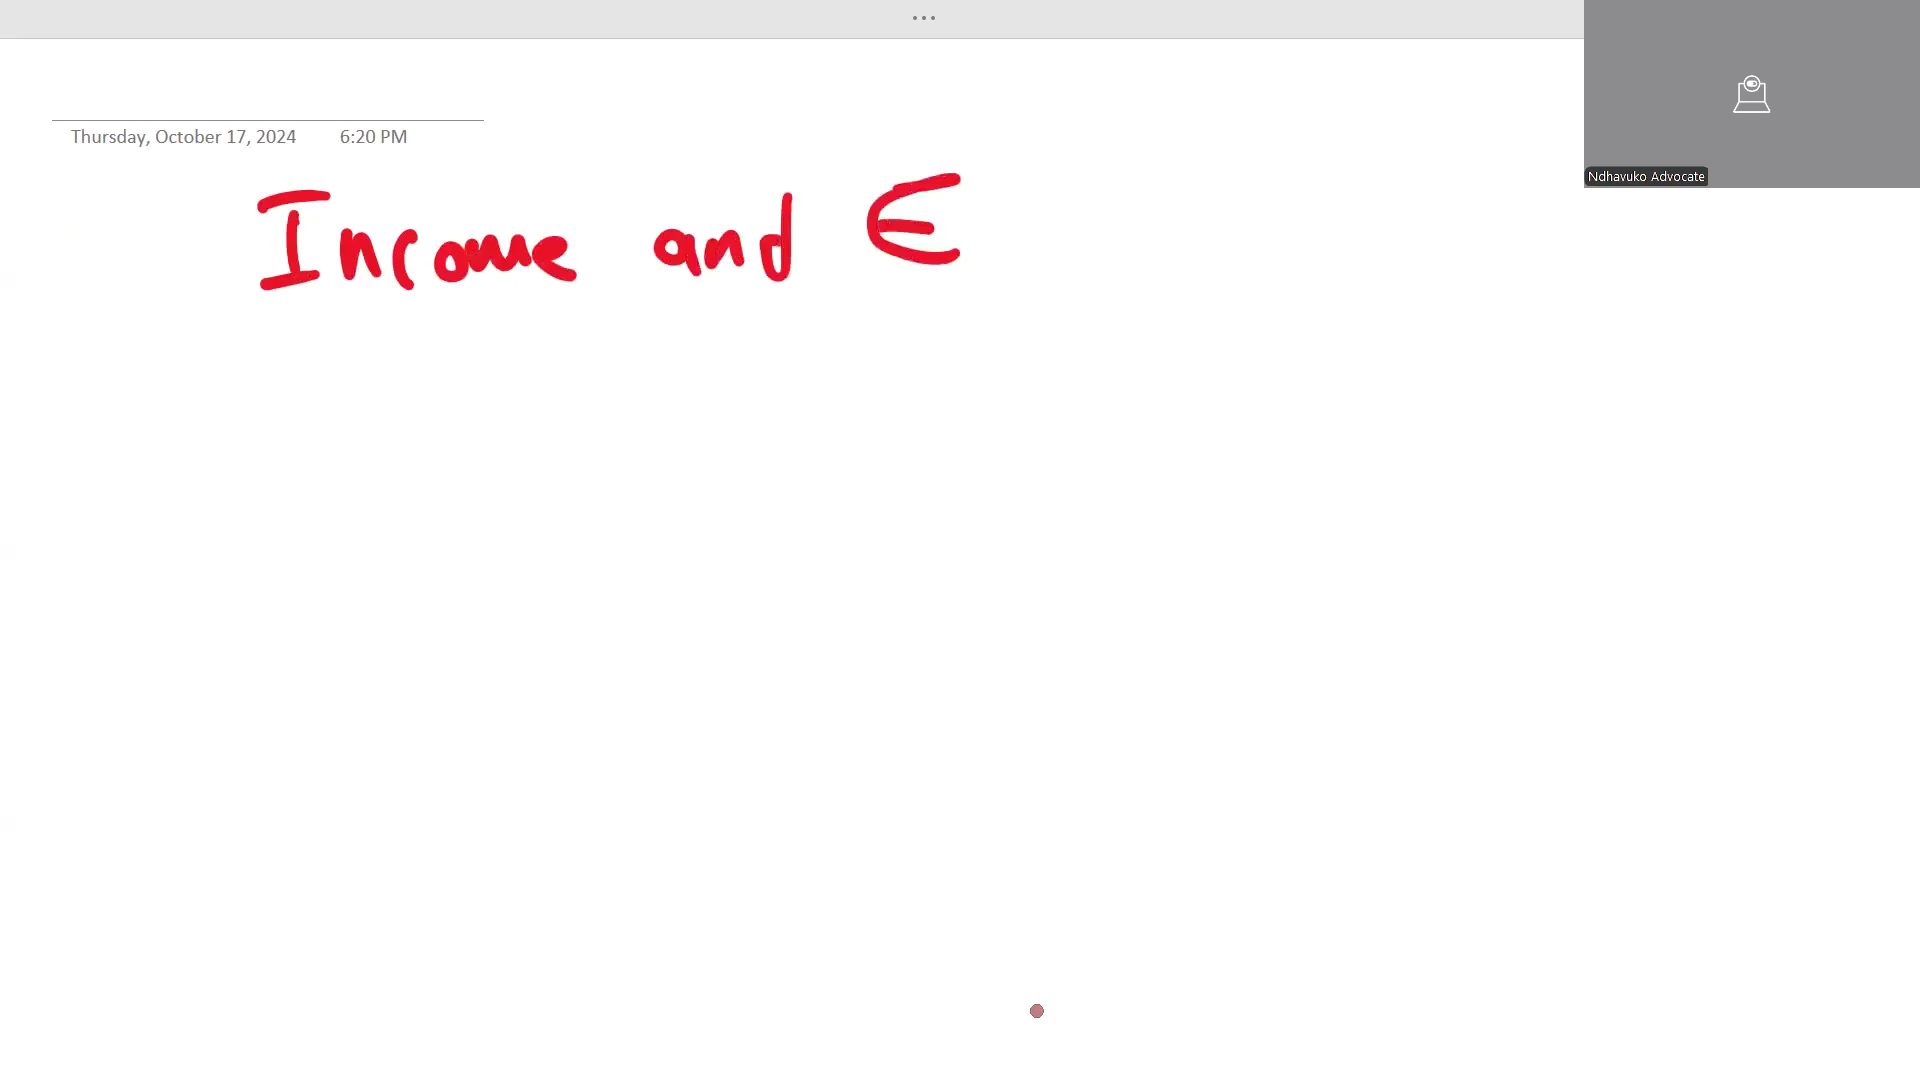 Thursday, October 17, 2024 6:20 PM
Ndhavuko Advocate
Income and E